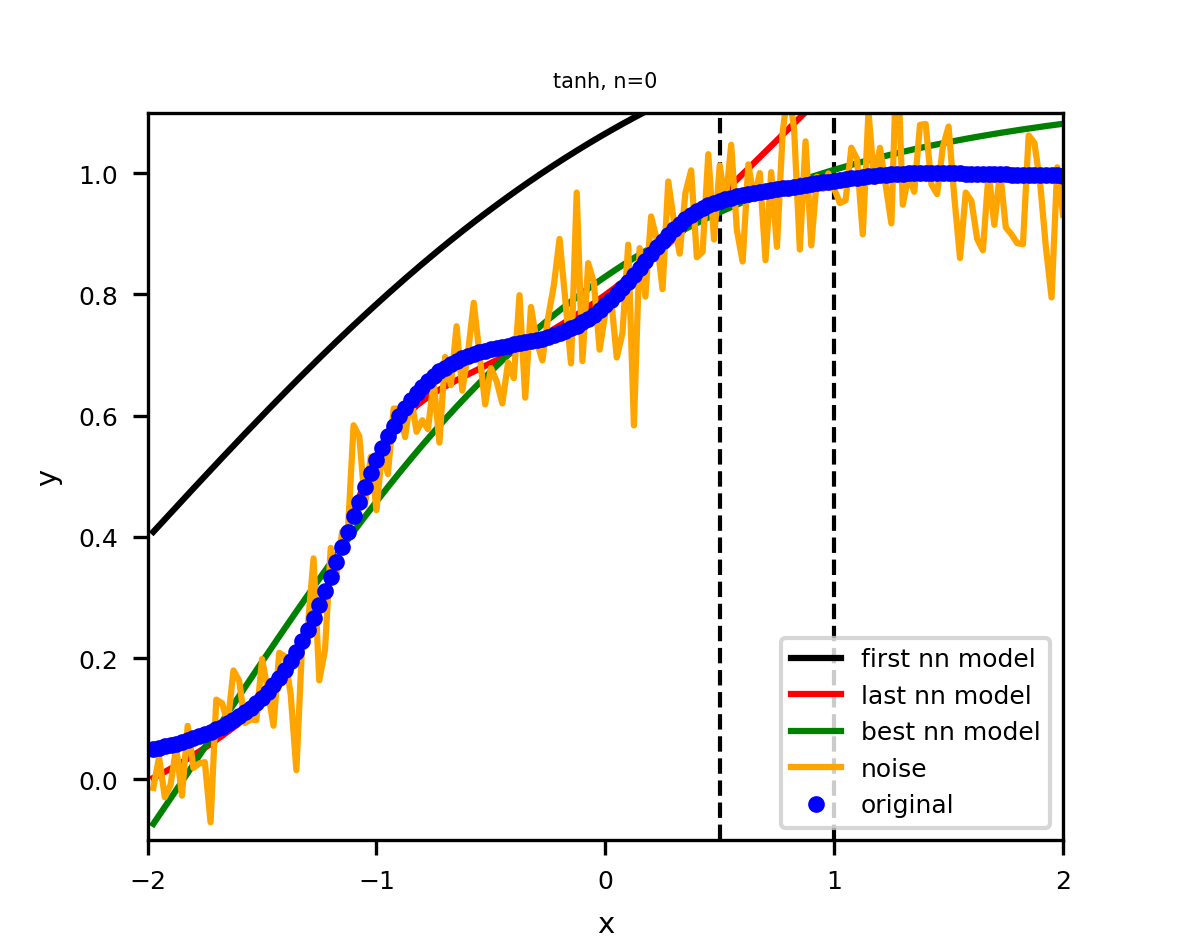 tanh, n=0
1.0
0.8
0.6
0.4
0.2
0.0
y
−2
−1
0
1
2
x
first nn model
last nn model
best nn model
noise
original